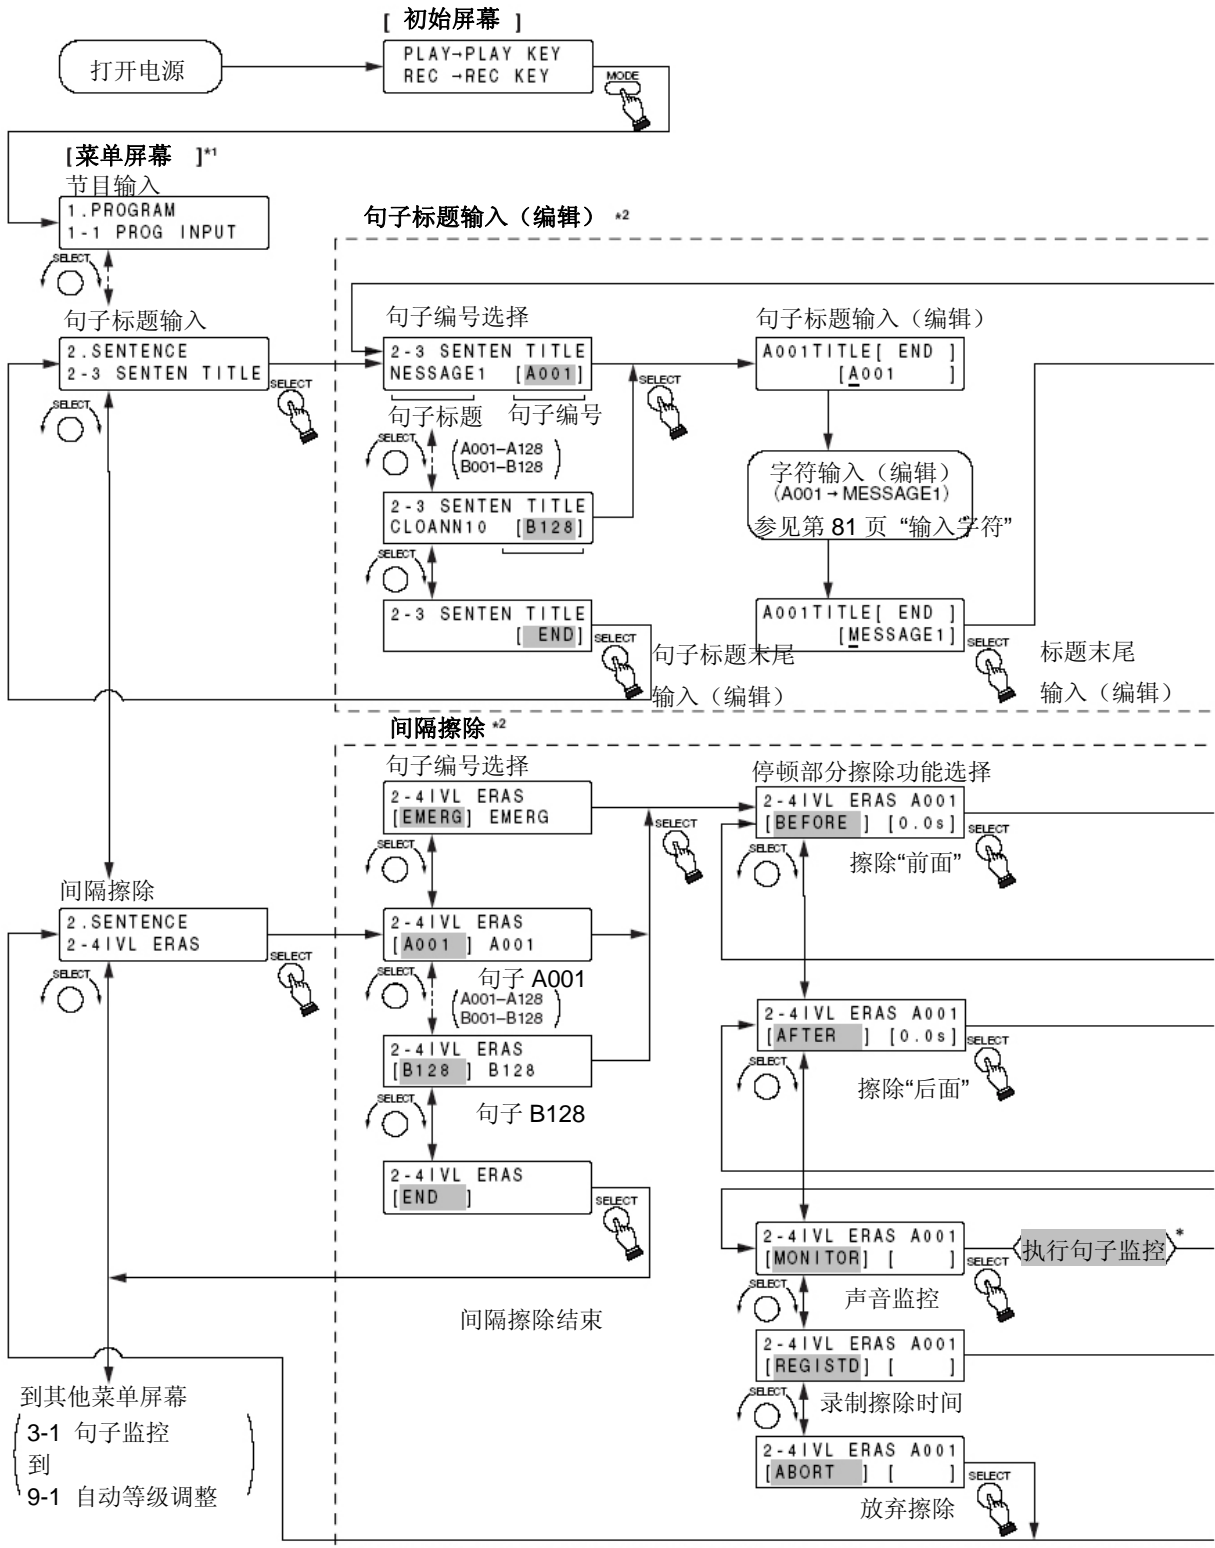 [ 初始屏幕 ]
打开电源
PLAY→PLAY KEY
REC →REC KEY
MODE
[菜单屏幕 ]*1
节目输入
1.PROGRAM
1-1 PROG INPUT
SELECT
句子标题输入
2.SENTENCE
2-3 SENTEN TITLE
SELECT
SELECT
句子标题输入（编辑） *2
句子编号选择
2-3 SENTEN TITLE
NESSAGE1 [A001]
SELECT
句子标题 句子编号
SELECT
(A001–A128
B001–B128)
2-3 SENTEN TITLE
CLOANN10 [B128]
SELECT
2-3 SENTEN TITLE
[ END]
SELECT
句子标题末尾
输入（编辑）
句子标题输入（编辑）
A001TITLE[ END ]
[A001 ]
字符输入（编辑）
（A001→MESSAGE1）
参见第 81 页 “输入字符”
A001TITLE[ END ]
[MESSAGE1]
SELECT
标题末尾
输入（编辑）
间隔擦除
2.SENTENCE
2-4IVL ERAS
SELECT
SELECT
到其他菜单屏幕
(3-1 句子监控
到
9-1 自动等级调整)
间隔擦除 *2
句子编号选择
2-4IVL ERAS
[EMERG] EMERG
SELECT
SELECT
2-4IVL ERAS
[A001 ] A001
句子 A001
SELECT
(A001–A128
B001–B128)
2-4IVL ERAS
[B128 ] B128
SELECT
句子 B128
2-4IVL ERAS
[END ]
SELECT
间隔擦除结束
停顿部分擦除功能选择
2-4IVL ERAS A001
[BEFORE ] [0.0s]
SELECT
SELECT
擦除“前面”
2-4IVL ERAS A001
[AFTER ] [0.0s]
SELECT
SELECT
擦除“后面”
2-4IVL ERAS A001
[MONITOR] [ ]
SELECT
执行句子监控 *
SELECT
声音监控
2-4IVL ERAS A001
[REGISTD] [ ]
SELECT
录制擦除时间
2-4IVL ERAS A001
[ABORT ] [ ]
SELECT
放弃擦除